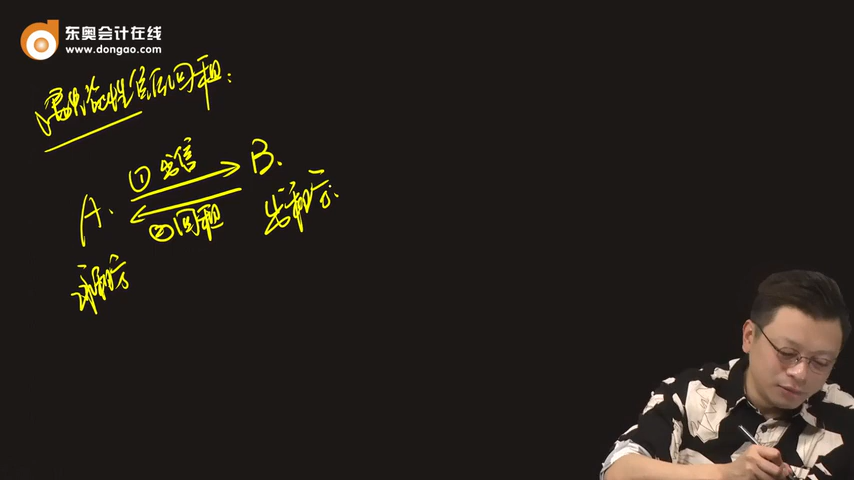 东奥会计在线
www.dongao.com
融资性售后回租:
① 出售
B.
A.
② 回租
出租方.
承租方